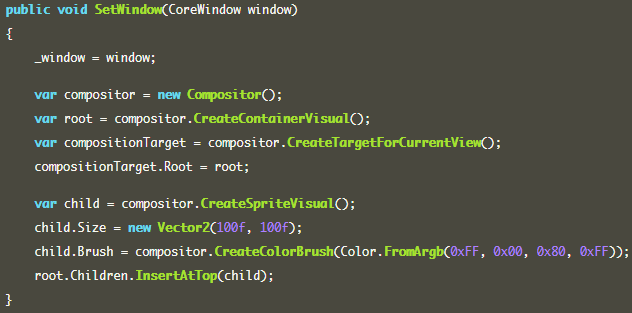 public void SetWindow(CoreWindow window)
{
    _window = window;
    var compositor = new Compositor();
    var root = compositor.CreateContainerVisual();
    var compositionTarget = compositor.CreateTargetForCurrentView();
    compositionTarget.Root = root;
    var child = compositor.CreateSpriteVisual();
    child.Size = new Vector2(100f, 100f);
    child.Brush = compositor.CreateColorBrush(Color.FromArgb(0xFF, 0x00, 0x80, 0xFF));
    root.Children.InsertAtTop(child);
}